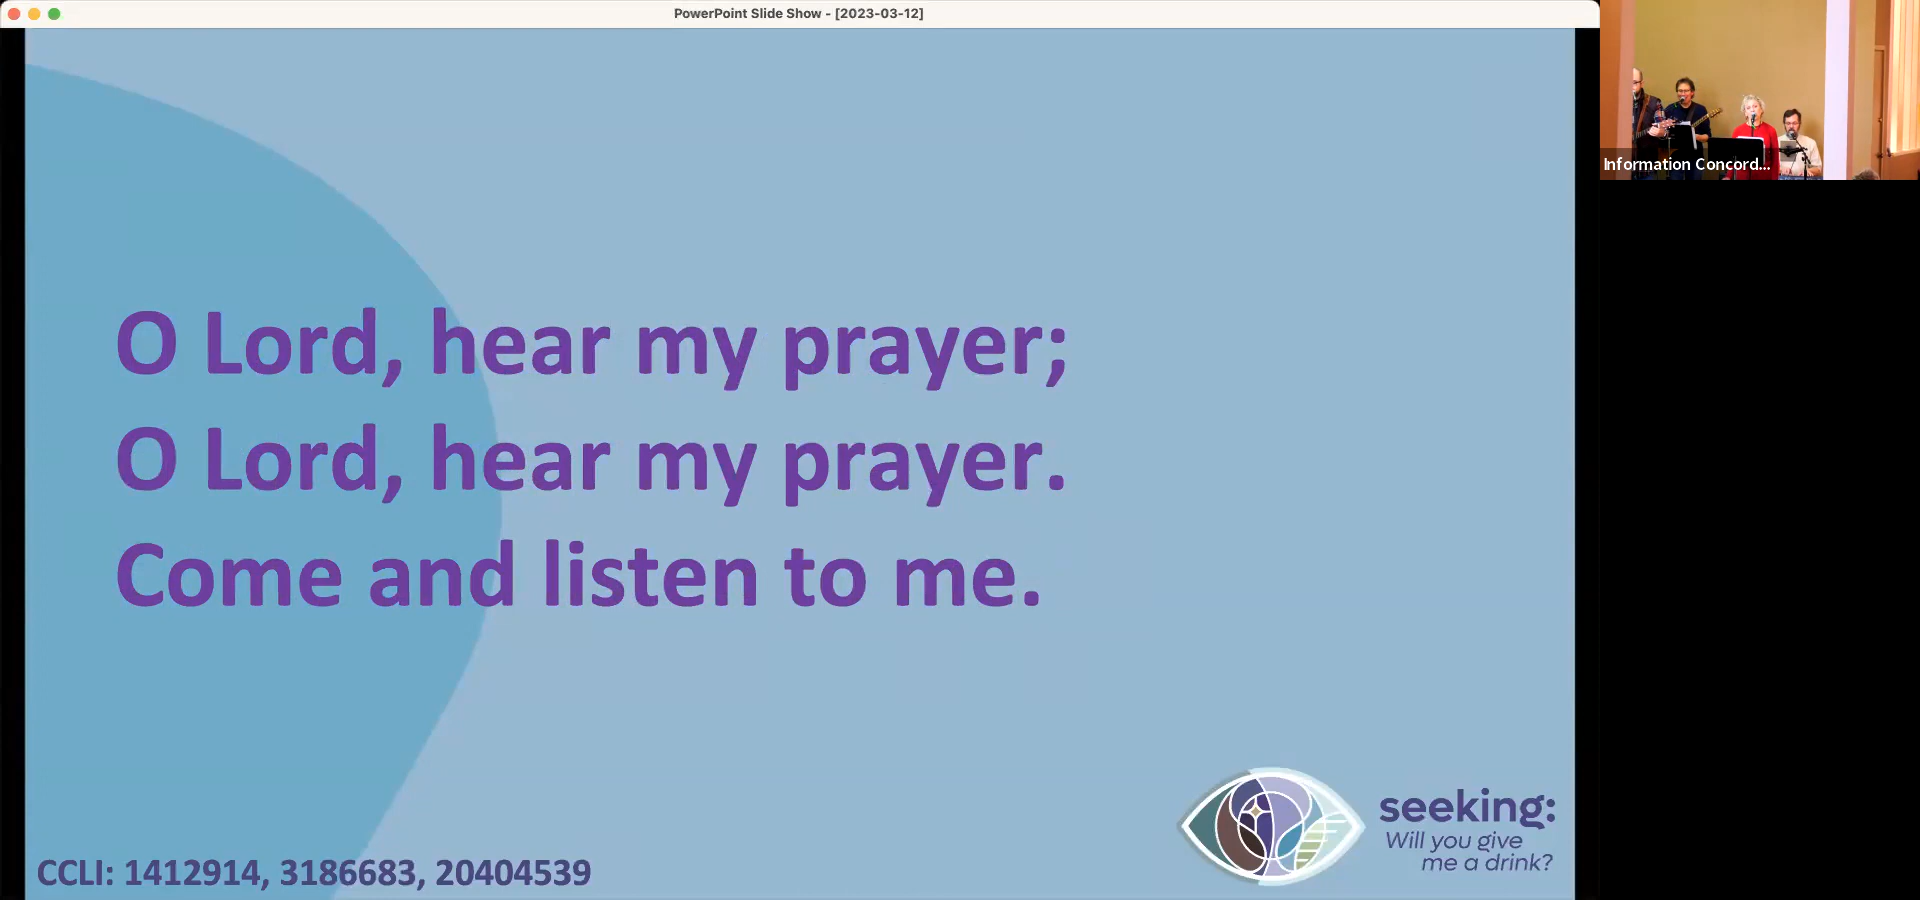 PowerPoint Slide Show - [2023-03-12]
Information Concord...
O Lord, hear my prayer;
O Lord, hear my prayer.
Come and listen to me.
seeking:
Will you give
me a drink?
CCLI: 1412914, 3186683, 20404539